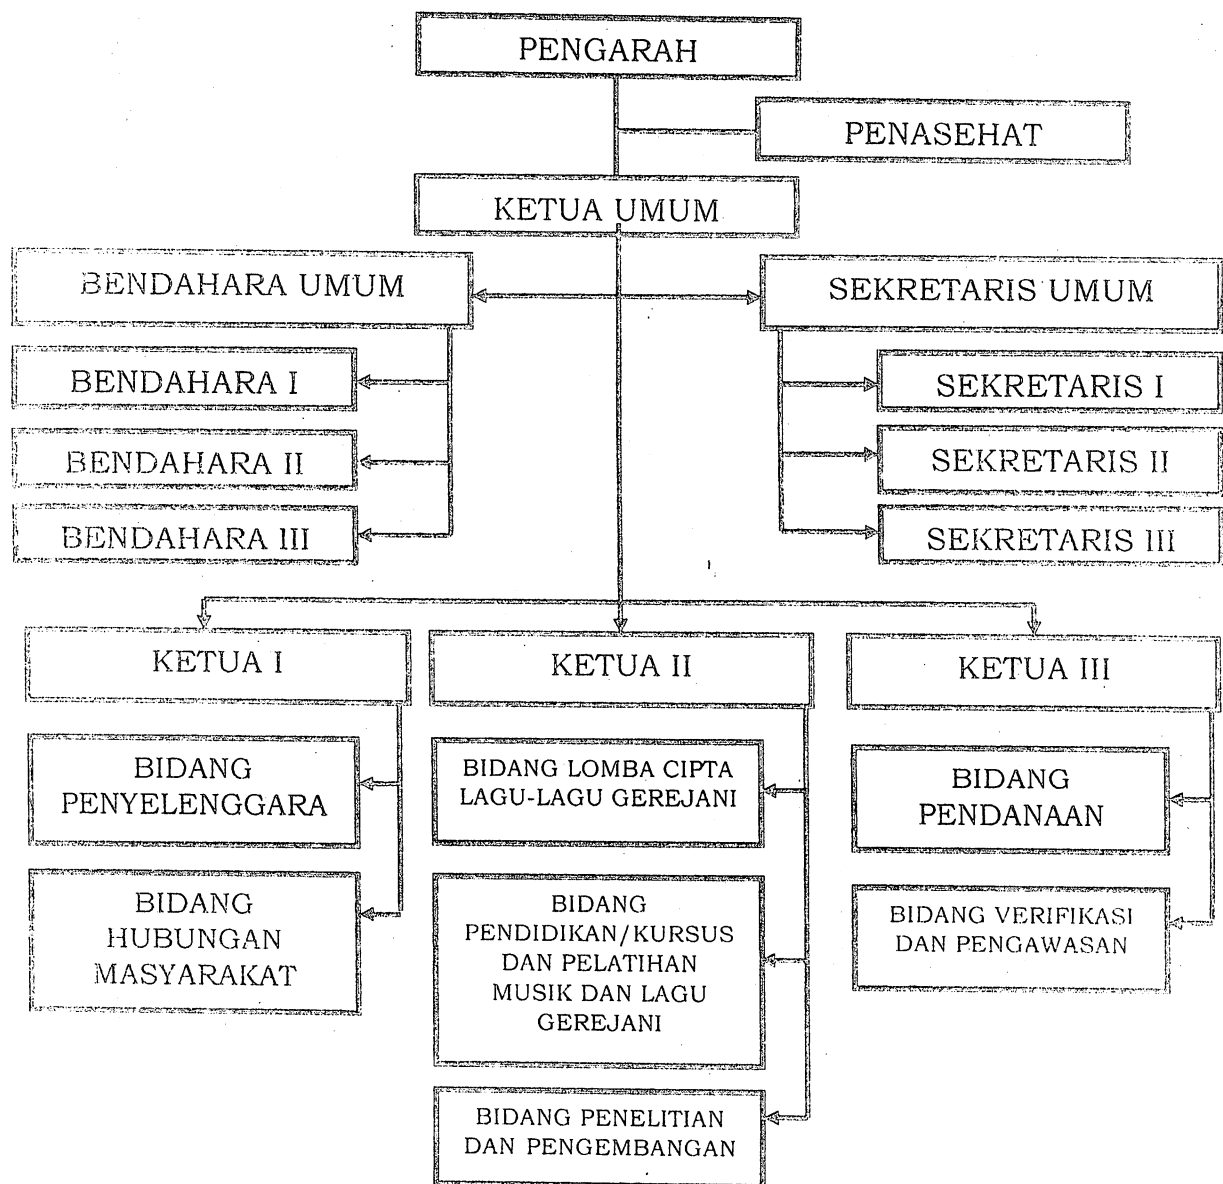 PENGARAH
PENASEHAT
KETUA UMUM
BENDAHARA UMUM
SEKRETARIS UMUM
BENDAHARA I
SEKRETARIS I
BENDAHARA II
SEKRETARIS II
BENDAHARA III
SEKRETARIS III
KETUA I
KETUA II
KETUA III
BIDANG
PENYELENGGARA
BIDANG
HUBUNGAN
MASYARAKAT
BIDANG LOMBA CIPTA
LAGU-LAGU GEREJANI
BIDANG
PENDIDIKAN/KURSUS
DAN PELATIHAN
MUSIK DAN LAGU
GEREJANI
BIDANG PENELITIAN
DAN PENGEMBANGAN
BIDANG
PENDANAAN
BIDANG VERIFIKASI
DAN PENGAWASAN